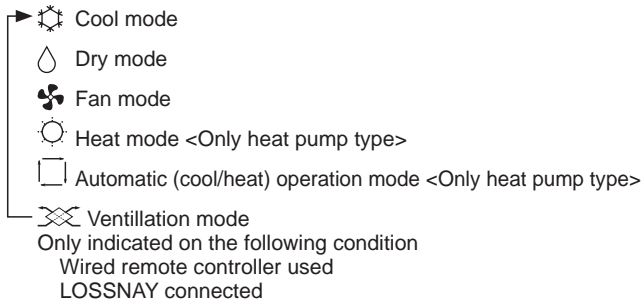 Cool mode
Dry mode
Fan mode
Heat mode <Only heat pump type>
Automatic (cool/heat) operation mode <Only heat pump type>
Ventillation mode
Only indicated on the following condition
Wired remote controller used
LOSSNAY connected